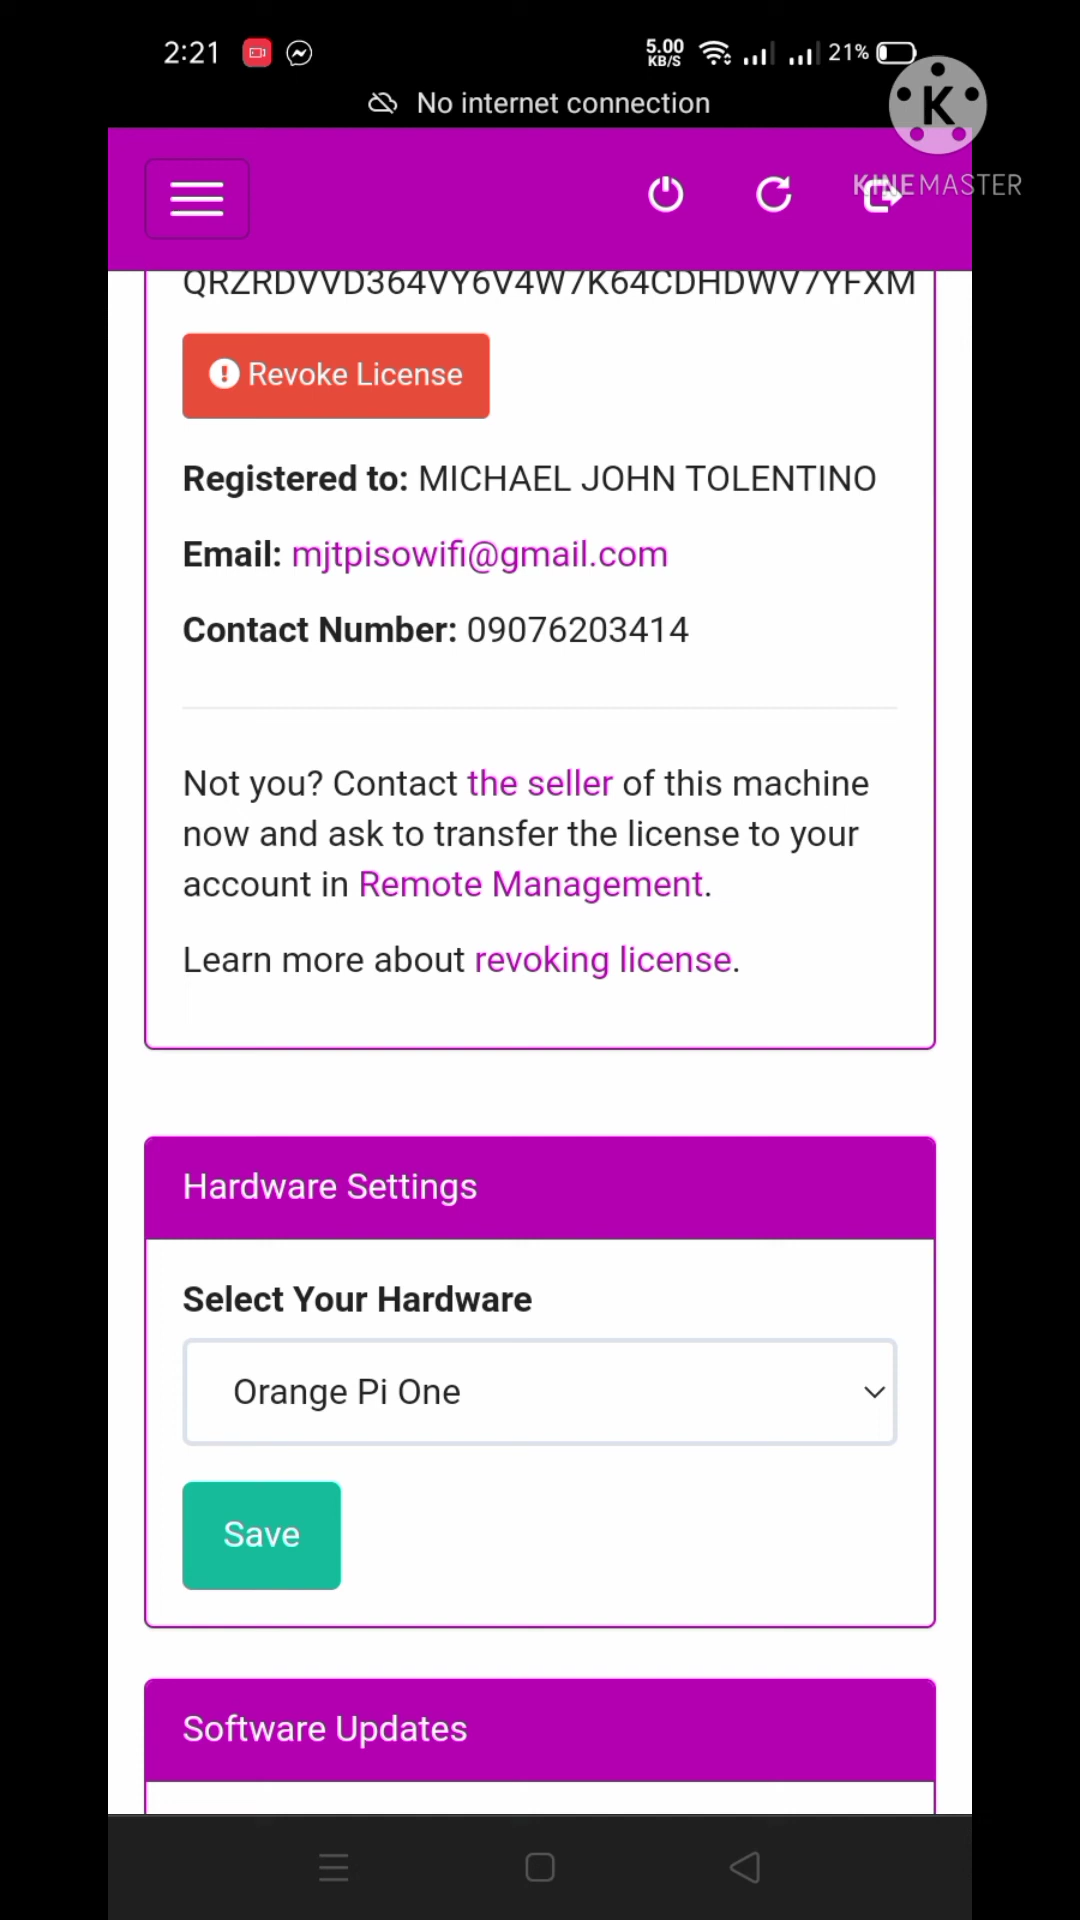 2:21 5.00 KB/S 21%
No internet connection
K
KINEMASTER
QRZRDVVD364VY6V4W7K64CDHDWV7YFXM
Revoke License
Registered to: MICHAEL JOHN TOLENTINO
Email: mjtpisowifi@gmail.com
Contact Number: 09076203414
Not you? Contact the seller of this machine
now and ask to transfer the license to your
account in Remote Management.
Learn more about revoking license.
Hardware Settings
Select Your Hardware
Orange Pi One
Save
Software Updates